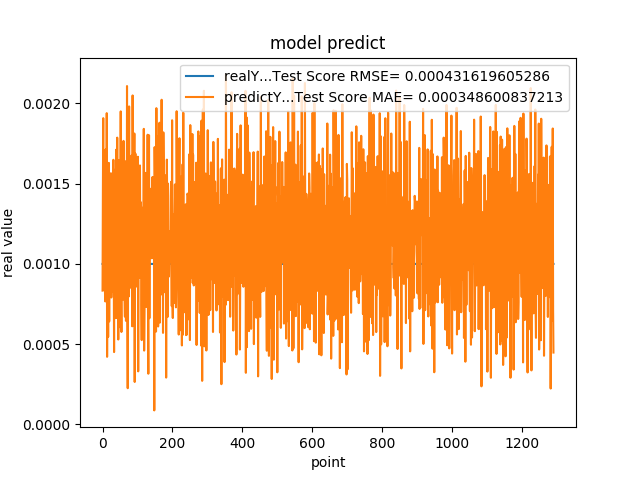 model predict
realY...Test Score RMSE= 0.000431619605286
predictY...Test Score MAE= 0.000348600837213
real value
0.0020
0.0015
0.0010
0.0005
0.0000
0 200 400 600 800 1000 1200
point